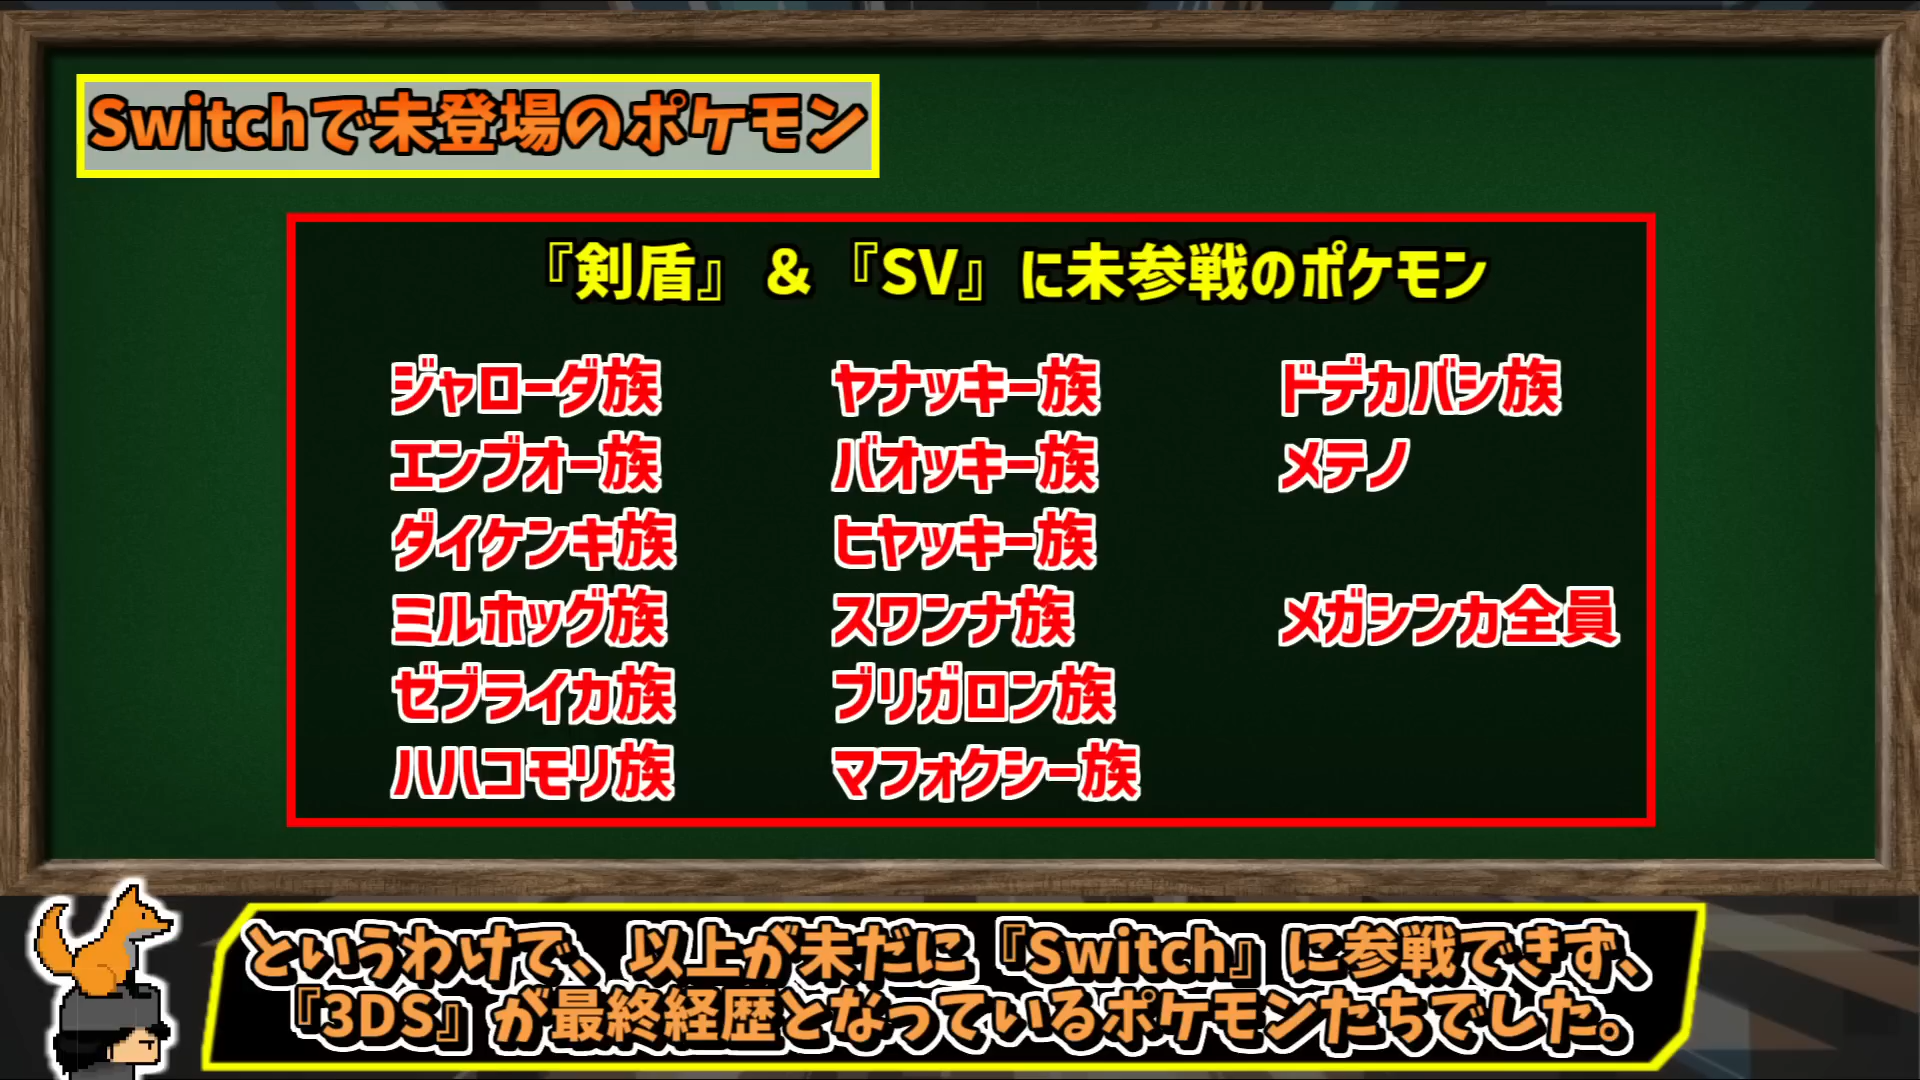 Switchで未登場のポケモン
『剣盾』 & 『SV』に未参戦のポケモン
ジャローダ族
エンブオー族
ダイケンキ族
ミルホッグ族
ゼブライカ族
ハハコモリ族
ヤナッキー族
バオッキー族
ヒヤッキー族
スワンナ族
ブリガロン族
マフォクシー族
ドデカバシ族
メテノ
メガシンカ全員
というわけで、以上が未だに『Switch』に参戦できず、
『3DS』が最終経歴となっているポケモンたちでした。